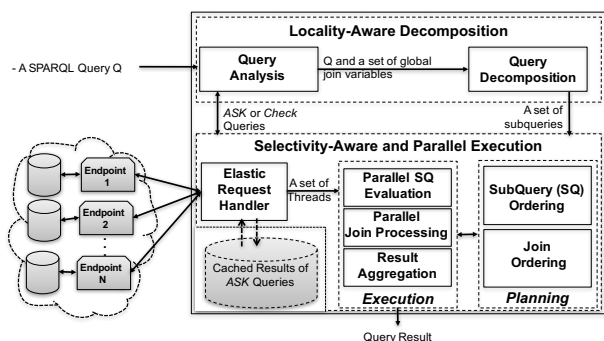 Locality-Aware Decomposition
- A SPARQL Query Q
Query
Analysis
Q and a set of global
join variables
Query
Decomposition
ASK or Check
Queries
A set of
subqueries
Selectivity-Aware and Parallel Execution
Endpoint
1
Endpoint
2
Endpoint
N
Elastic
Request
Handler
A set of
Threads
Cached Results of
ASK Queries
Parallel SQ
Evaluation
Parallel
Join Processing
Result
Aggregation
Execution
SubQuery (SQ)
Ordering
Join
Ordering
Planning
Query Result